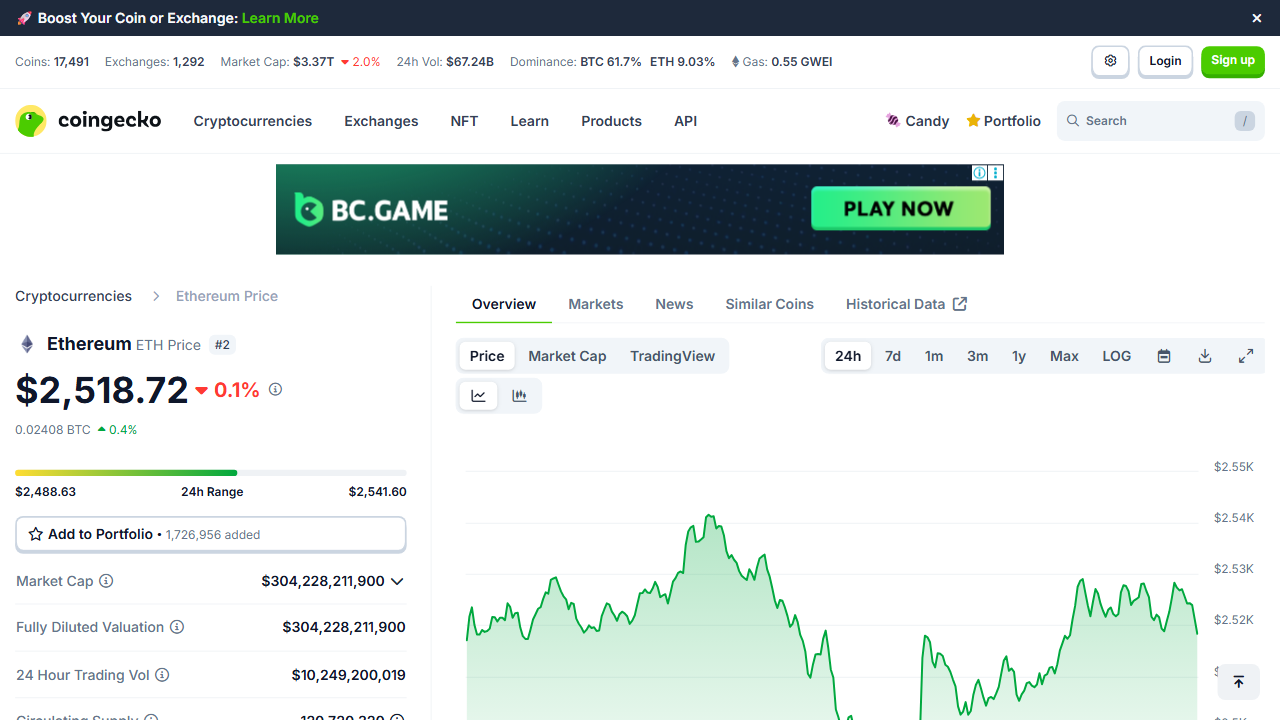 🚀 Boost Your Coin or Exchange: Learn More
Coins: 17,491 Exchanges: 1,292 Market Cap: $3.37T 2.0% 24h Vol: $67.24B Dominance: BTC 61.7% ETH 9.03% Gas: 0.55 GWEI
Login
Sign up
coingecko
Cryptocurrencies Exchanges NFT Learn Products API
Candy Portfolio Search /
BC.GAME
PLAY NOW
Cryptocurrencies > Ethereum Price
Ethereum ETH Price #2
$2,518.72 0.1%
0.02408 BTC 0.4%
$2,488.63 24h Range $2,541.60
Add to Portfolio • 1,726,956 added
Market Cap $304,228,211,900
Fully Diluted Valuation $304,228,211,900
24 Hour Trading Vol $10,249,200,019
Circulating Supply
Overview Markets News Similar Coins Historical Data
Price Market Cap TradingView
24h 7d 1m 3m 1y Max LOG
$2.55K
$2.54K
$2.53K
$2.52K